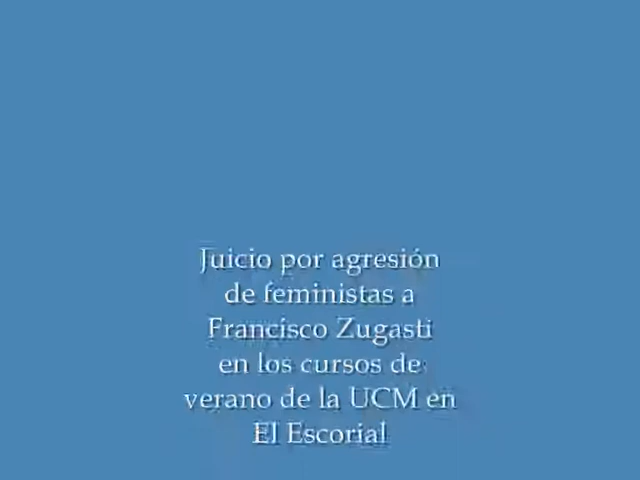 Juicio por agresión
de feministas a
Francisco Zugasti
en los cursos de
verano de la UCM en
El Escorial